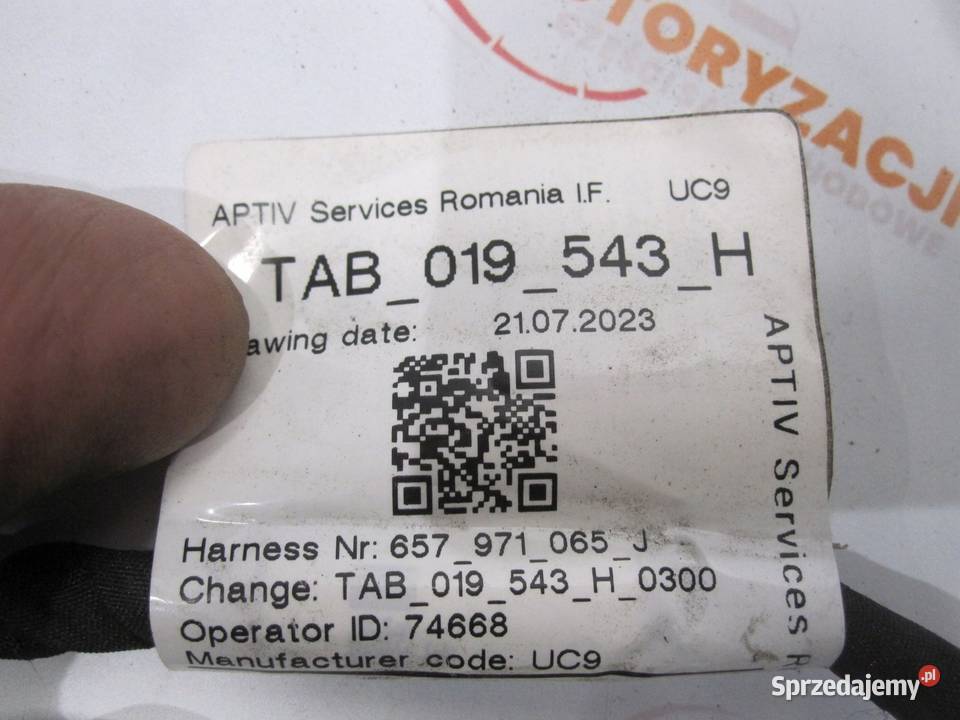 TORYZACJI
APTIV Services Romania I.F. UC9
TAB_019_543_H
awing date: 21.07.2023
Harness Nr: 657_971_065_J
Change: TAB_019_543_H_0300
Operator ID: 74668
Manufacturer code: UC9
APTIV Services R
Sprzedajemy.pl